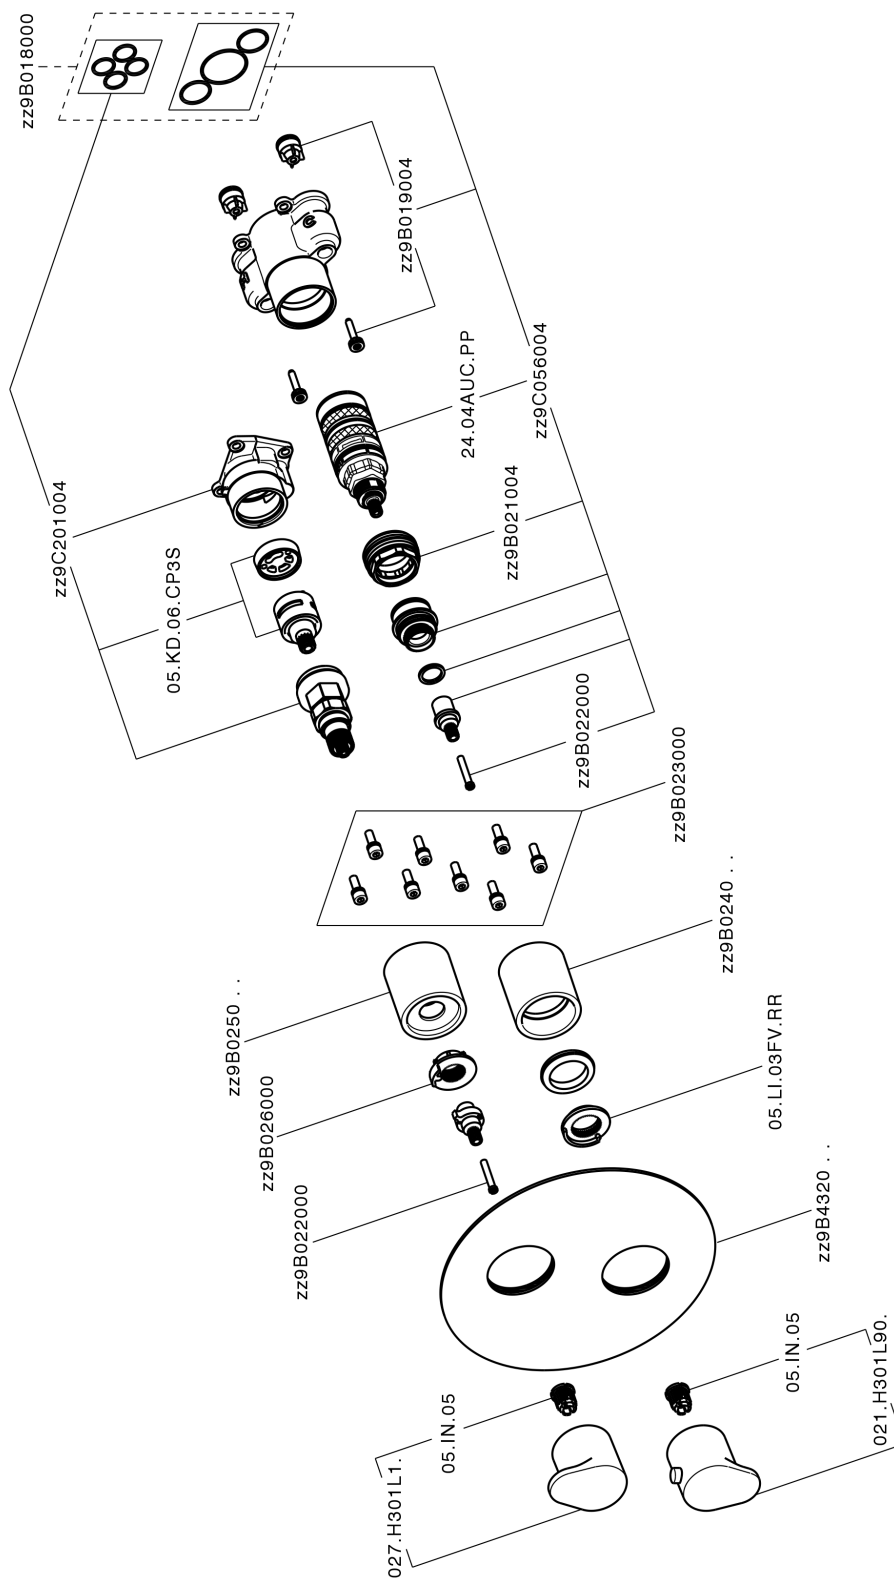 zz9B018000
zz9B019004
24.04AUC.PP
zz9C056004
zz9C201004
zz9B021004
05.KD.06.CP3S
zz9B022000
zz9B023000
zz9B0240 . .
zz9B0250 . .
05.LI.03FV.RR
zz9B026000
zz9B022000
zz9B4320 . .
05.IN.05
021.H301L90.
05.IN.05
027.H301L1.